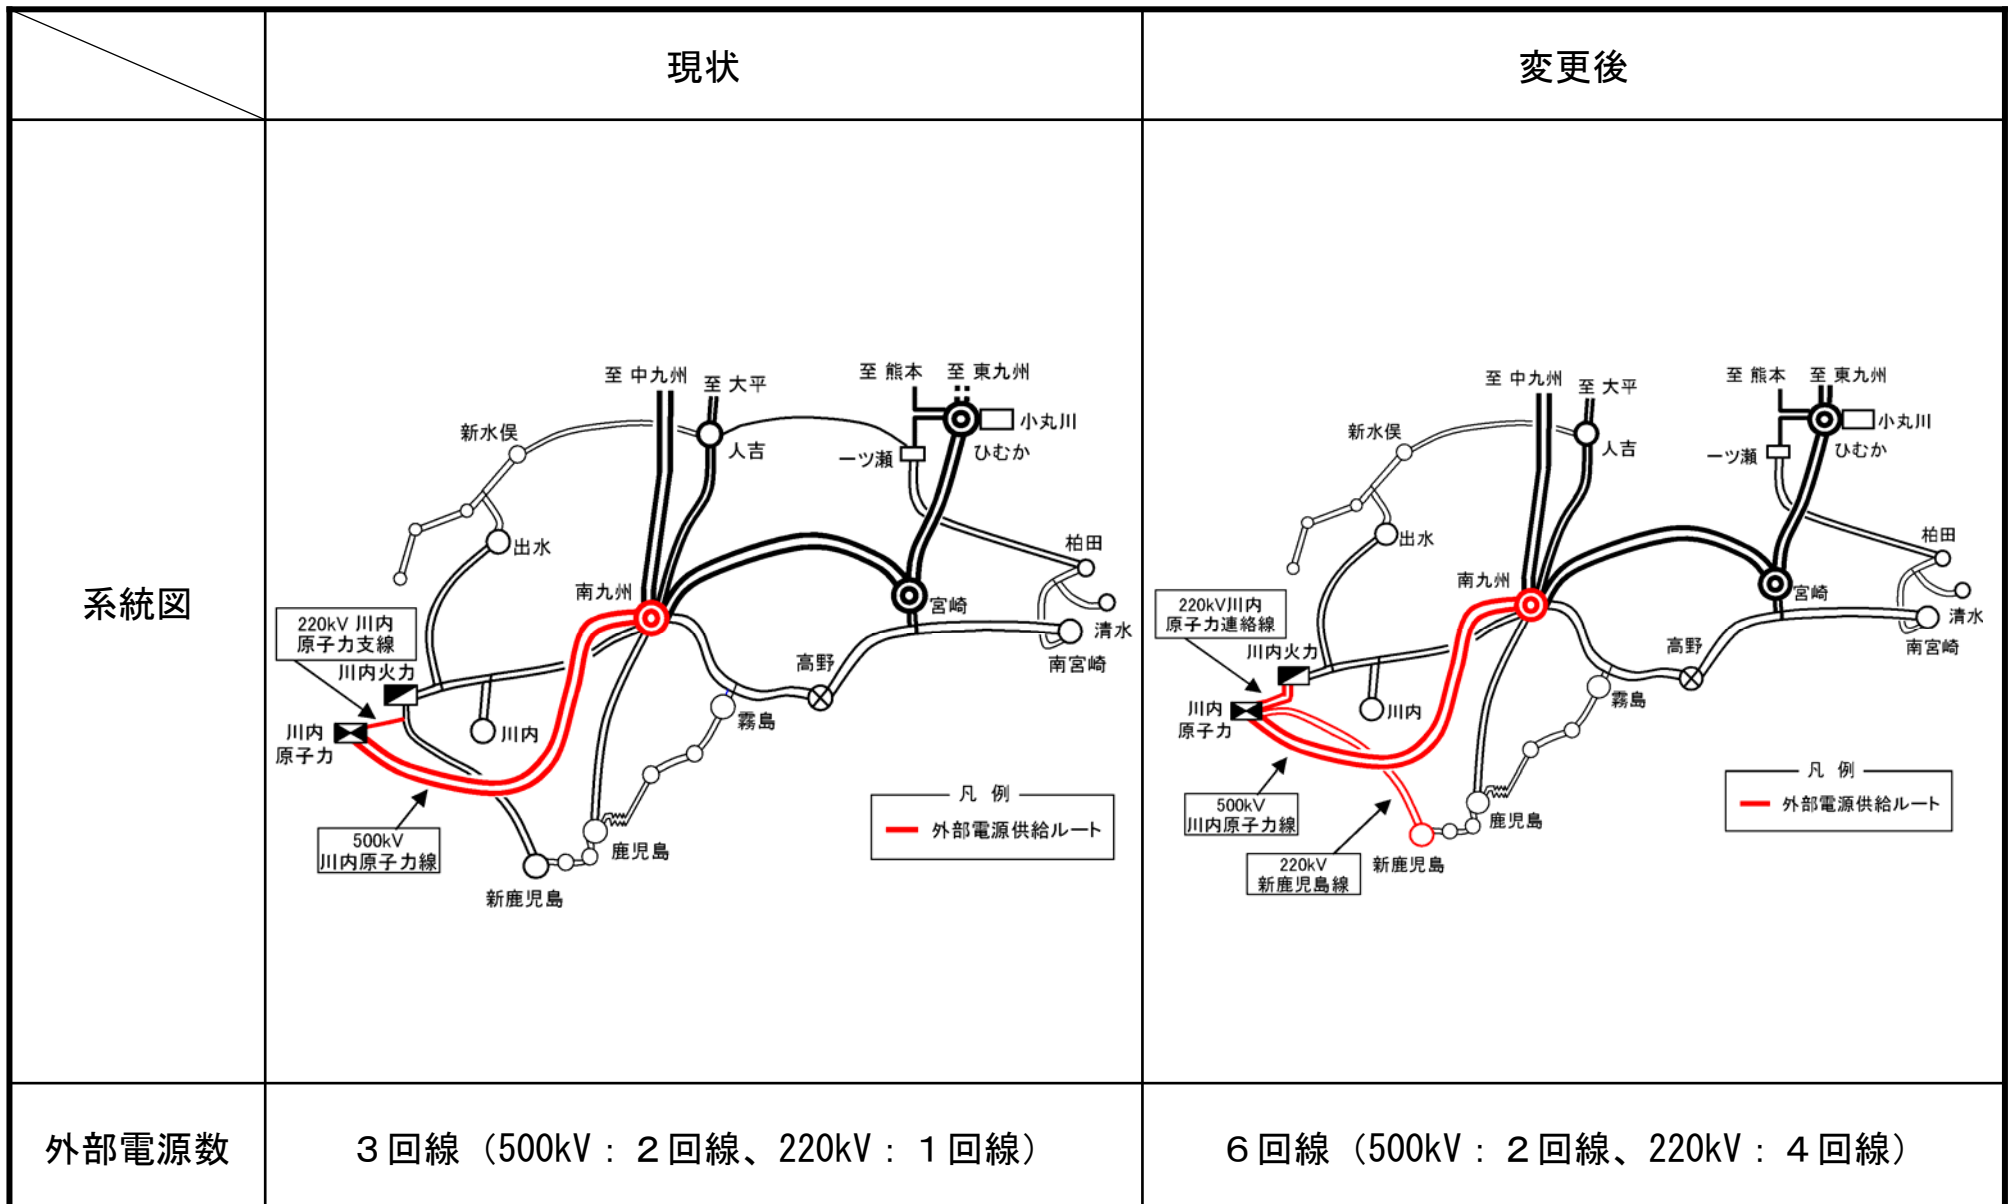 現状
変更後
系統図
至 中九州
至 大平
至 熊本
至 東九州
小丸川
新水俣
人吉
一ツ瀬
ひむか
出水
柏田
南九州
宮崎
220kV 川内
原子力支線
清水
川内火力
高野
南宮崎
霧島
川内
原子力
川内
凡 例
外部電源供給ルート
500kV
川内原子力線
鹿児島
新鹿児島
至 中九州
至 大平
至 熊本
至 東九州
小丸川
新水俣
人吉
一ツ瀬
ひむか
出水
柏田
南九州
宮崎
220kV川内
原子力連絡線
清水
川内火力
高野
南宮崎
霧島
川内
原子力
川内
凡 例
外部電源供給ルート
500kV
川内原子力線
鹿児島
220kV
新鹿児島線
新鹿児島
外部電源数
3回線（500kV：2回線、220kV：1回線）
6回線（500kV：2回線、220kV：4回線）